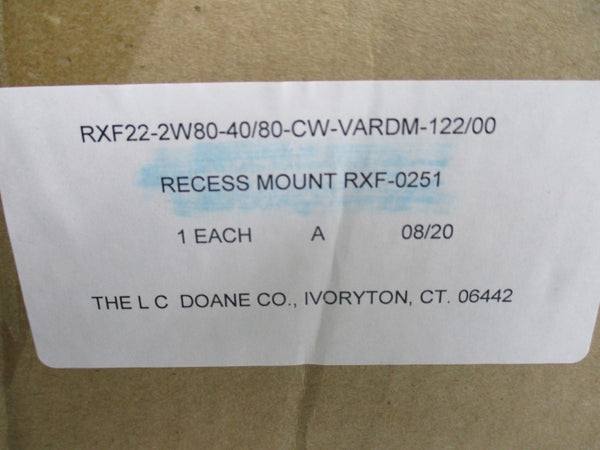 RXF22-2W80-40/80-CW-VARDM-122/00
RECESS MOUNT RXF-0251
1 EACH A 08/20
THE L C DOANE CO., IVORYTON, CT. 06442